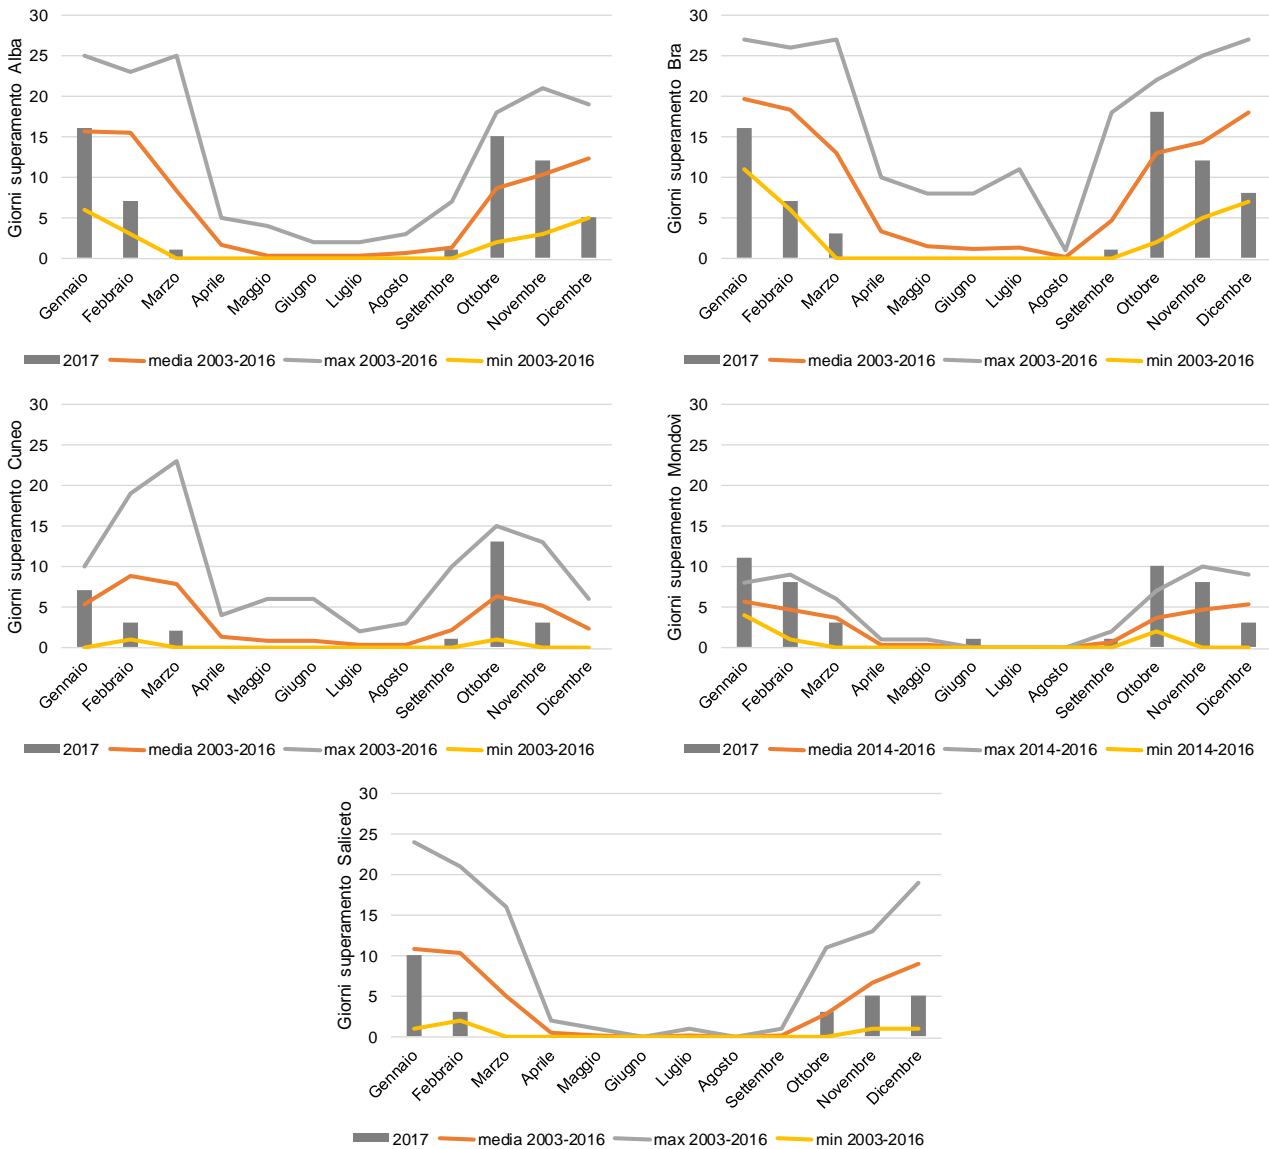 Giorni superamento Alba
30
25
20
15
10
5
0
Gennaio Febbraio Marzo Aprile Maggio Giugno Luglio Agosto Settembre Ottobre Novembre Dicembre
2017 media 2003-2016 max 2003-2016 min 2003-2016
Giorni superamento Bra
30
25
20
15
10
5
0
Gennaio Febbraio Marzo Aprile Maggio Giugno Luglio Agosto Settembre Ottobre Novembre Dicembre
2017 media 2003-2016 max 2003-2016 min 2003-2016
Giorni superamento Cuneo
30
25
20
15
10
5
0
Gennaio Febbraio Marzo Aprile Maggio Giugno Luglio Agosto Settembre Ottobre Novembre Dicembre
2017 media 2003-2016 max 2003-2016 min 2003-2016
Giorni superamento Mondovì
30
25
20
15
10
5
0
Gennaio Febbraio Marzo Aprile Maggio Giugno Luglio Agosto Settembre Ottobre Novembre Dicembre
2017 media 2014-2016 max 2014-2016 min 2014-2016
Giorni superamento Saliceto
30
25
20
15
10
5
0
Gennaio Febbraio Marzo Aprile Maggio Giugno Luglio Agosto Settembre Ottobre Novembre Dicembre
2017 media 2003-2016 max 2003-2016 min 2003-2016